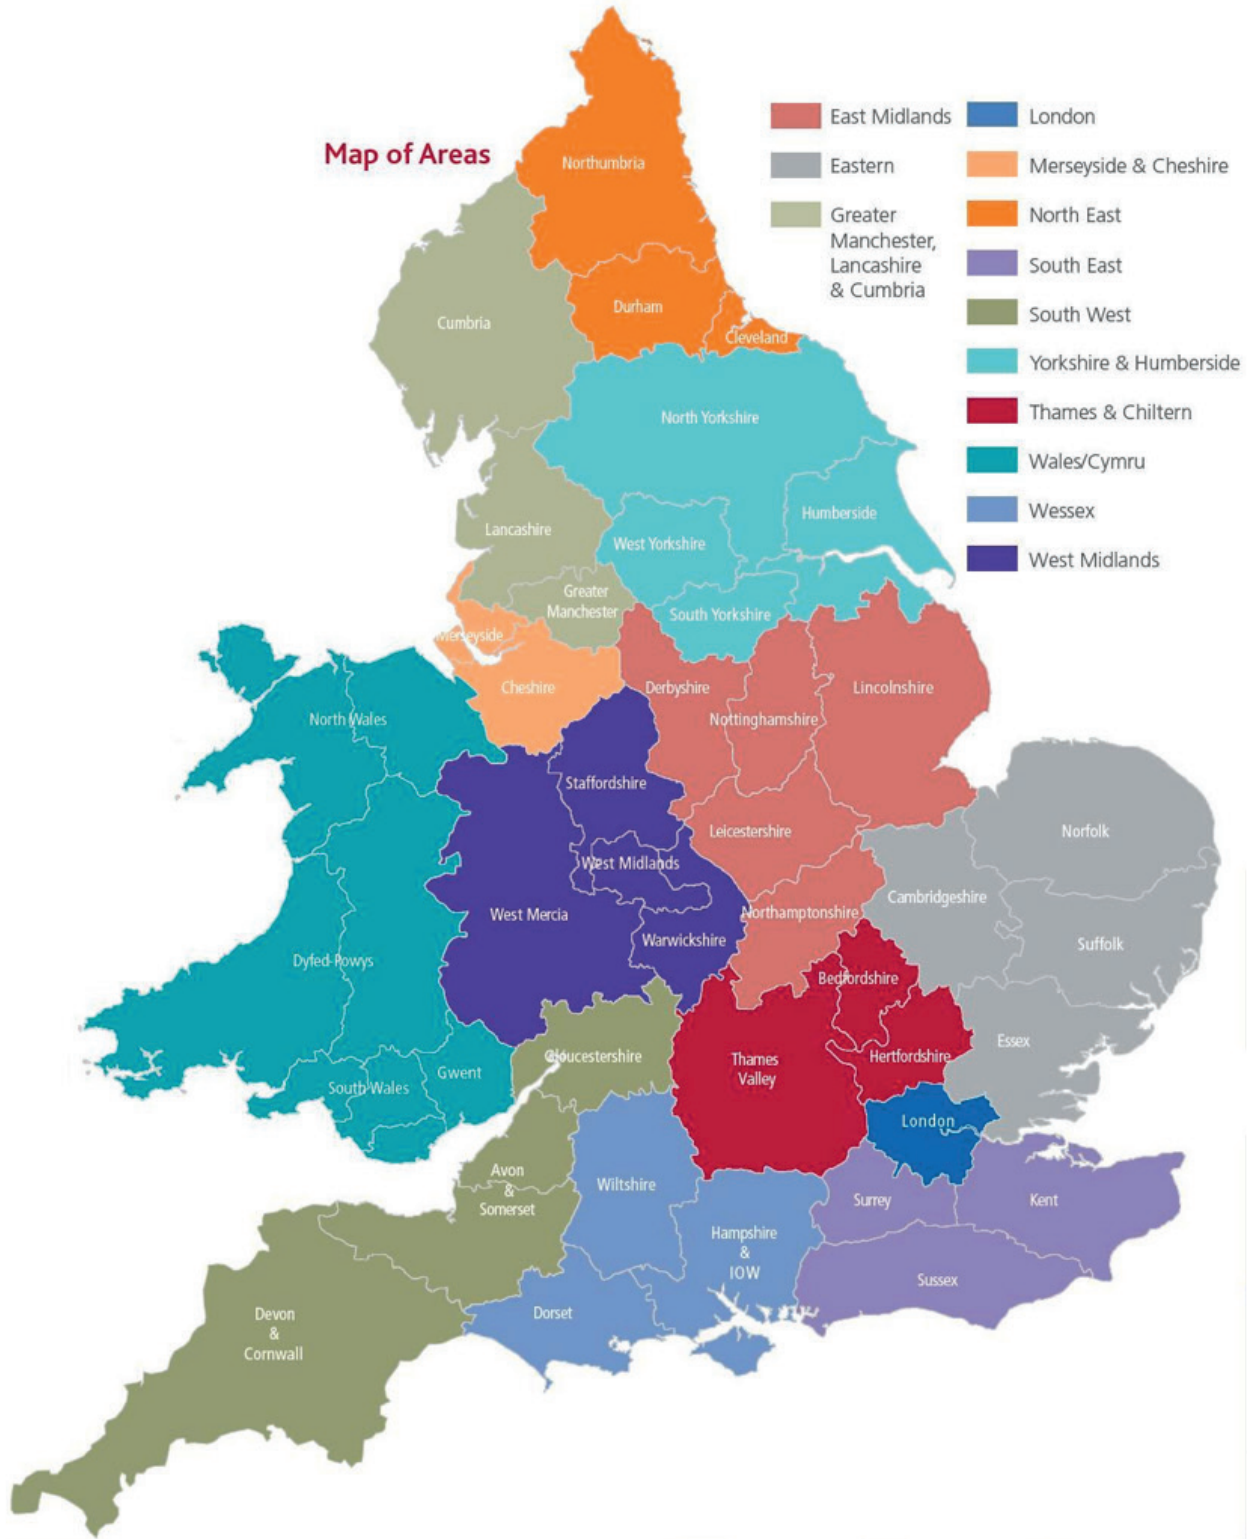 Map of Areas
East Midlands
Eastern
Greater
Manchester,
Lancashire
& Cumbria
London
Merseyside & Cheshire
North East
South East
South West
Yorkshire & Humberside
Thames & Chiltern
Wales/Cymru
Wessex
West Midlands
Northumbria
Durham
Cleveland
Cumbria
North Yorkshire
Humberside
Lancashire
West Yorkshire
Greater
Manchester
South Yorkshire
Merseyside
Cheshire
Derbyshire
Lincolnshire
North Wales
Nottinghamshire
Staffordshire
Leicestershire
Norfolk
West Midlands
Cambridgeshire
West Mercia
Northamptonshire
Warwickshire
Suffolk
Dyfed-Powys
Bedfordshire
Essex
Gloucestershire
Hertfordshire
Thames
Valley
Gwent
South Wales
London
Avon
&
Somerset
Wiltshire
Surrey
Kent
Hampshire
&
IOW
Sussex
Dorset
Devon
&
Cornwall